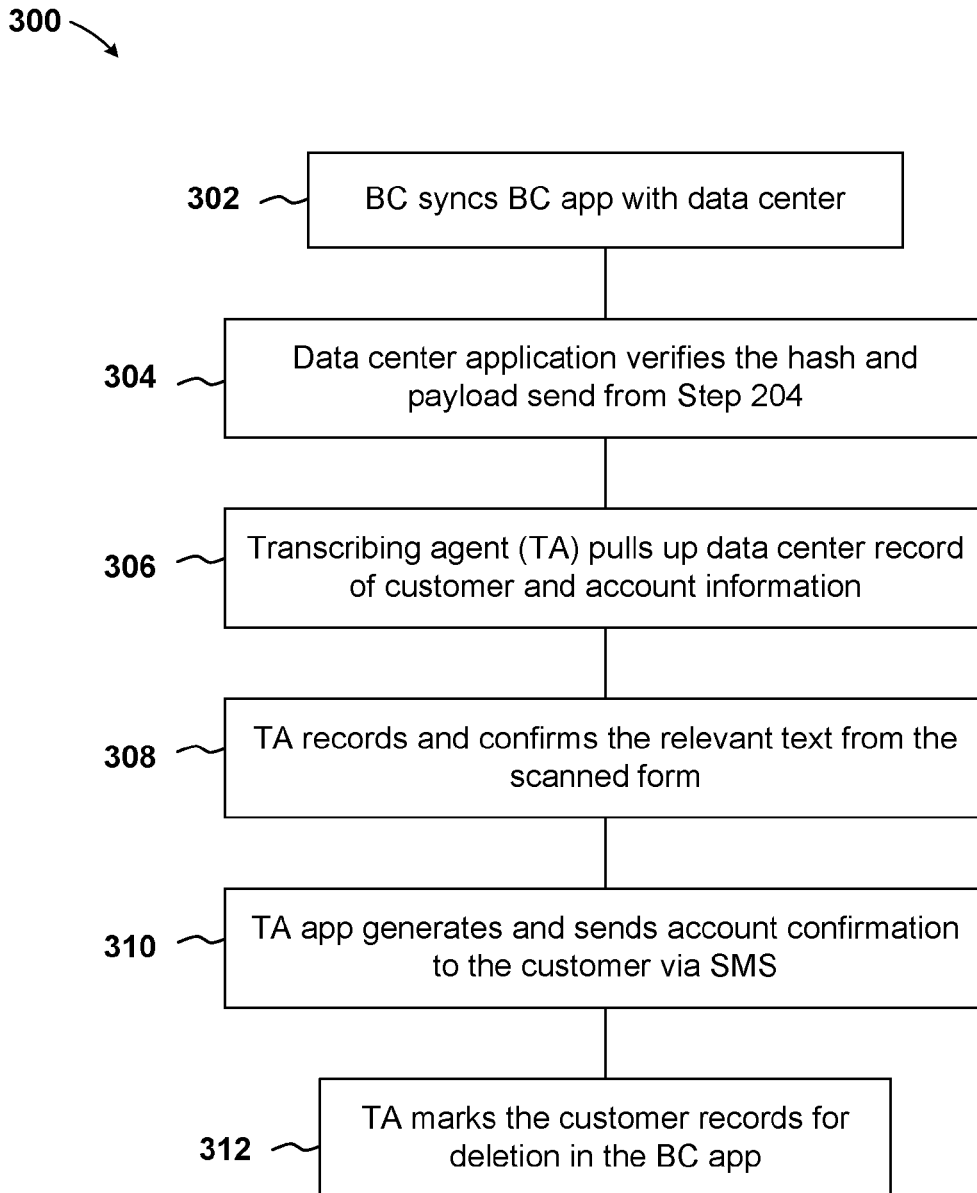 300
302
BC syncs BC app with data center
304
Data center application verifies the hash and
payload send from Step 204
306
Transcribing agent (TA) pulls up data center record
of customer and account information
308
TA records and confirms the relevant text from the
scanned form
310
TA app generates and sends account confirmation
to the customer via SMS
312
TA marks the customer records for
deletion in the BC app